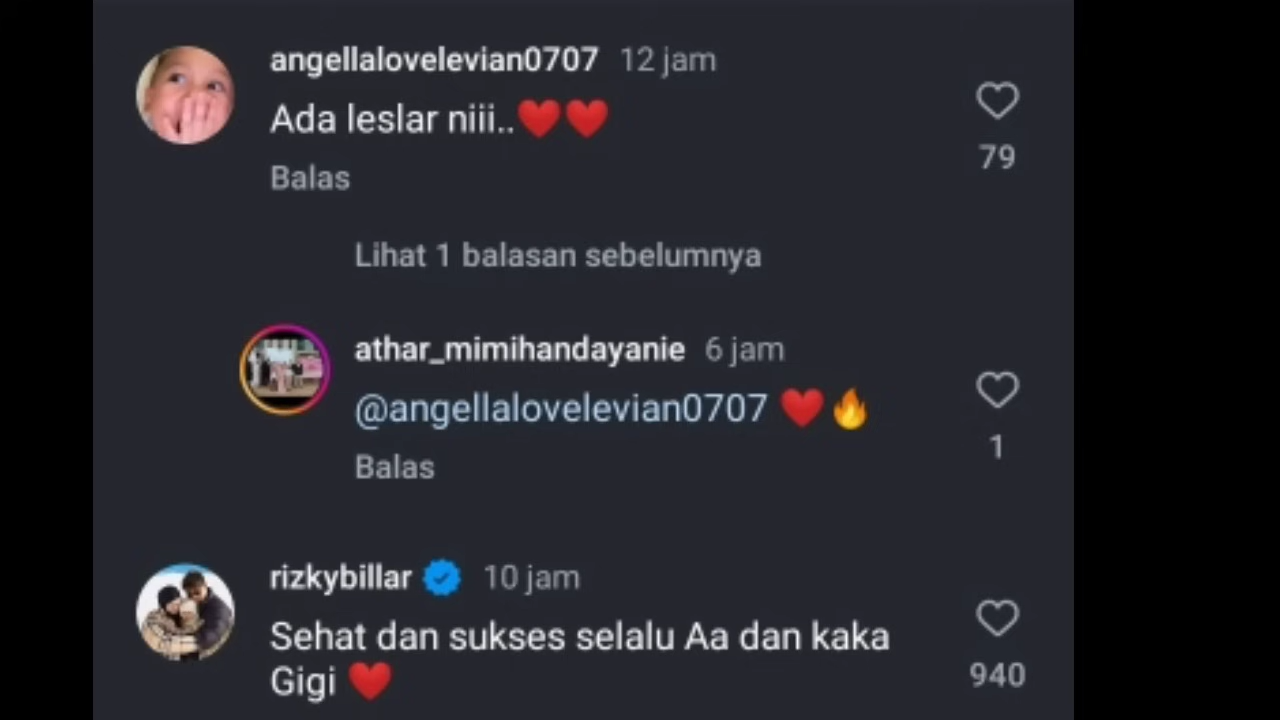 angellalovelevian0707 12 jam
Ada leslar niii..❤️❤️
79
Balas
Lihat 1 balasan sebelumnya
athar_mimihandayanie 6 jam
@angellalovelevian0707 ❤️🔥
1
Balas
rizkybillar 10 jam
Sehat dan sukses selalu Aa dan kaka
Gigi ❤️
940